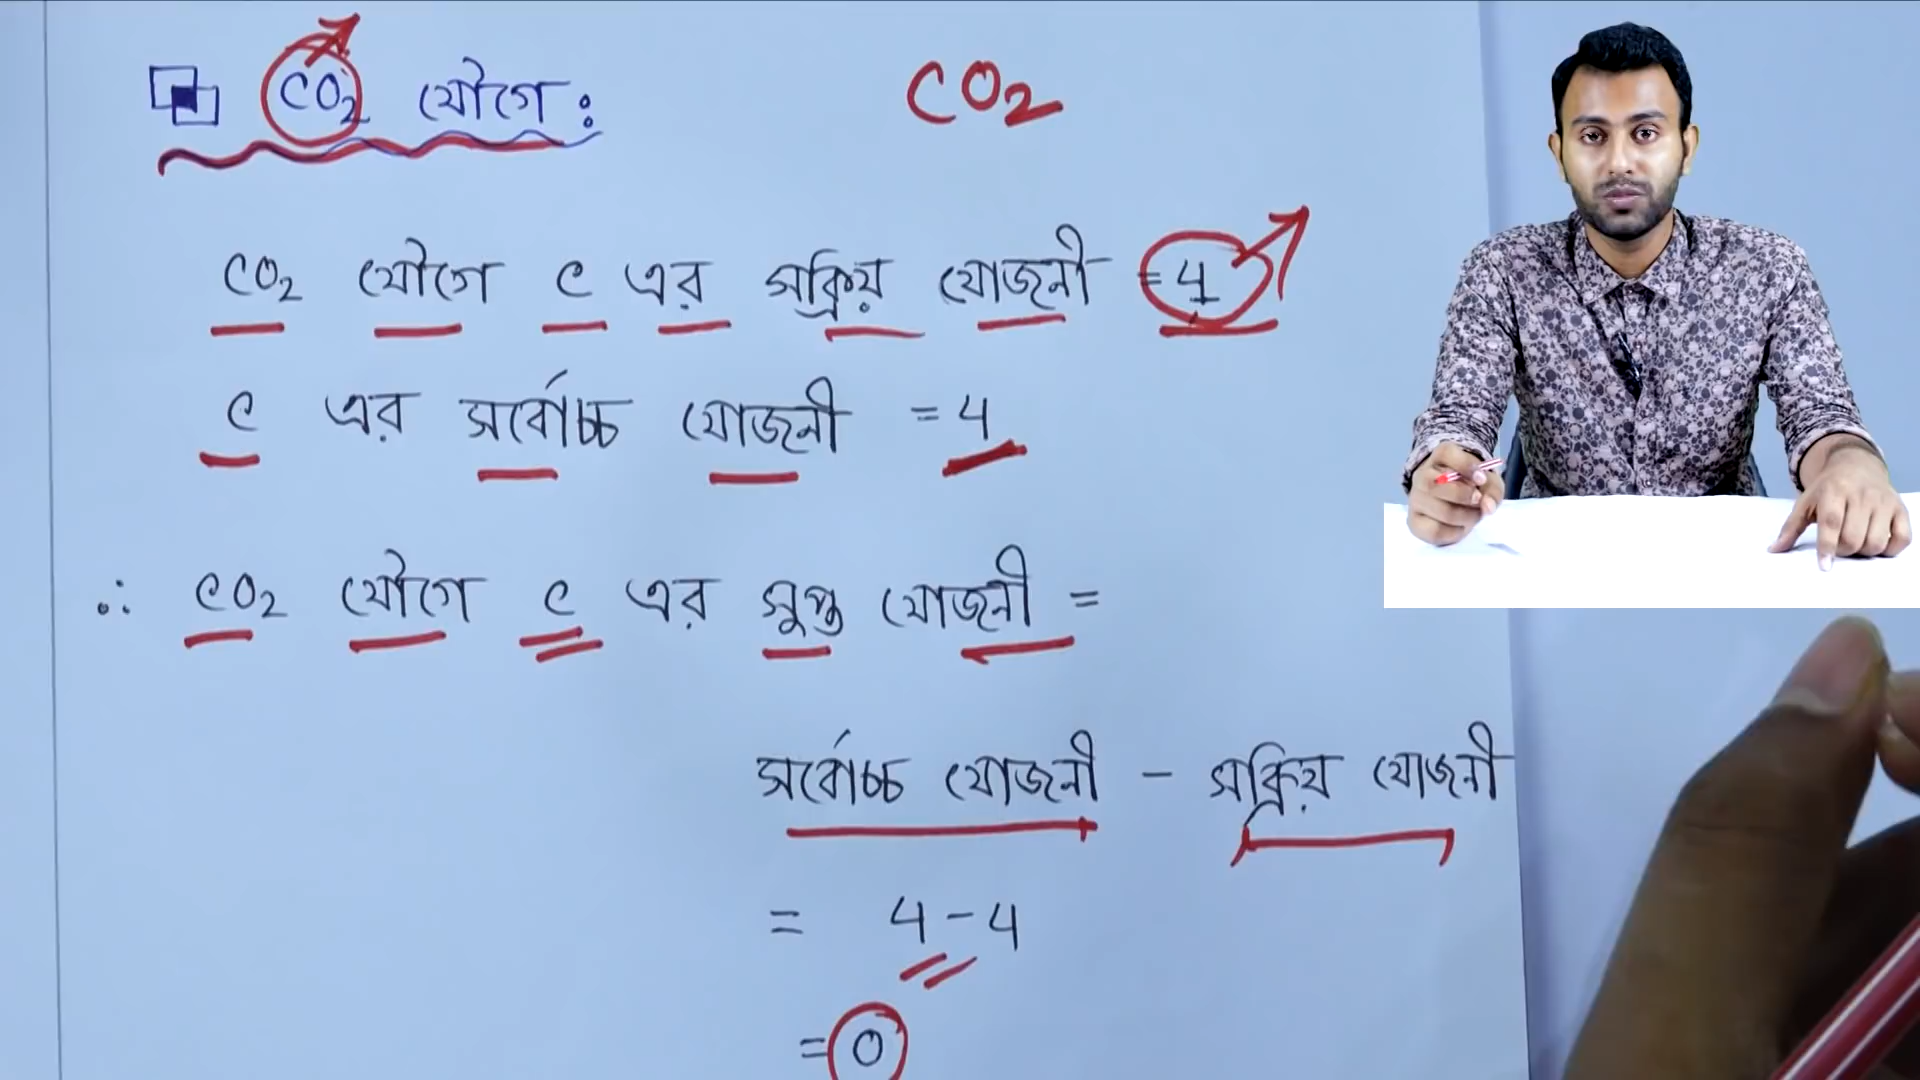 CO₂ যৌগে :
CO₂
CO₂ যৌগে C এর সক্রিয় যোজনী = 4
C এর সর্বোচ্চ যোজনী = 4
∴ CO₂ যৌগে C এর সুপ্ত যোজনী =
সর্বোচ্চ যোজনী - সক্রিয় যোজনী
= 4 - 4
= 0